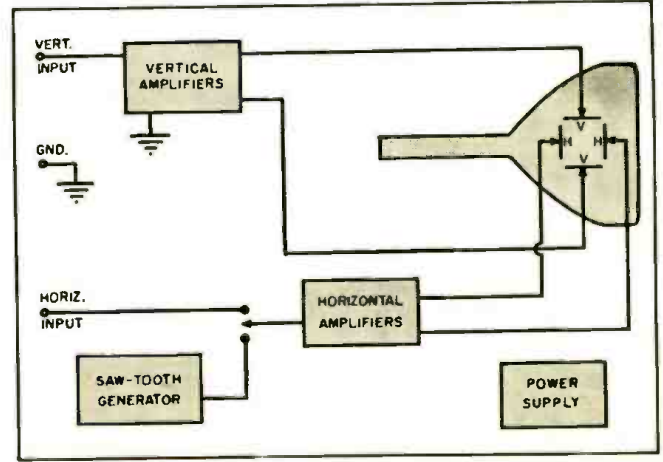 VERT.
INPUT
VERTICAL
AMPLIFIERS
GND.
V
H
H
V
HORIZ.
INPUT
HORIZONTAL
AMPLIFIERS
SAW-TOOTH
GENERATOR
POWER
SUPPLY